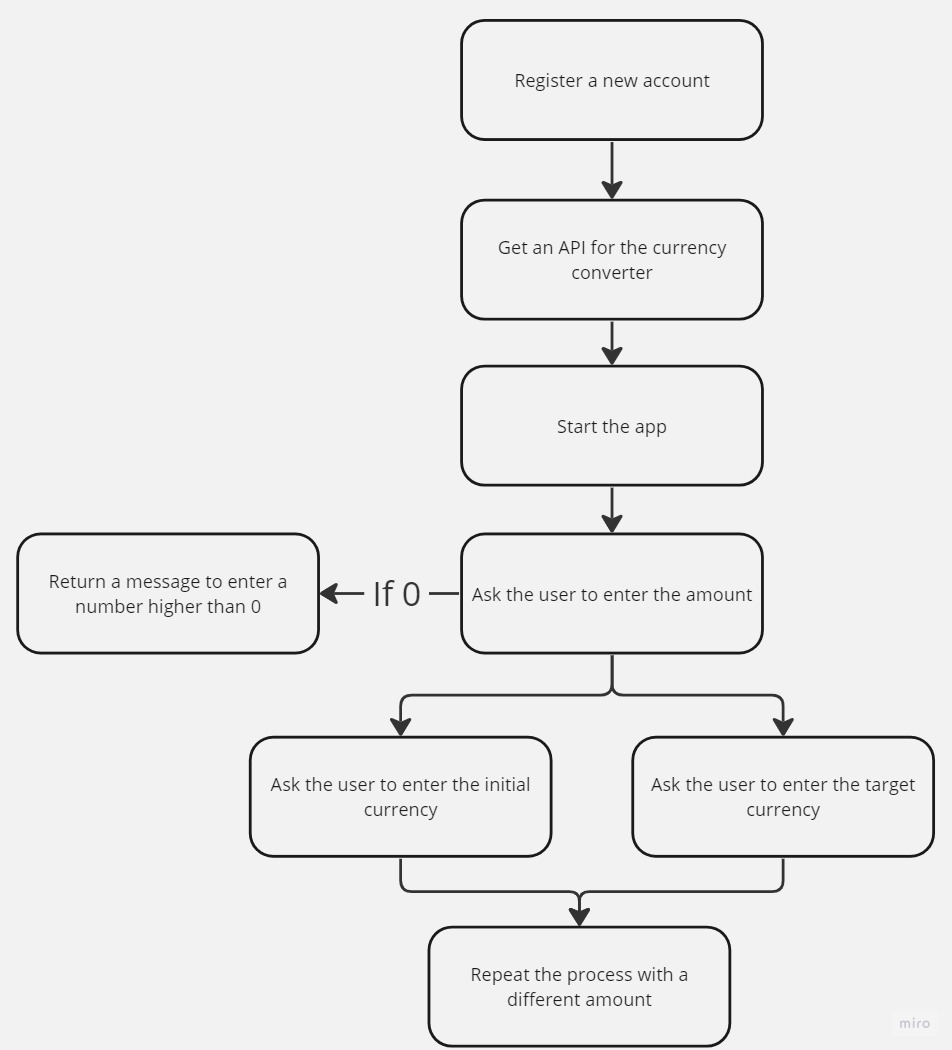 Register a new account
Get an API for the currency
converter
Start the app
Return a message to enter a
number higher than 0
If 0
Ask the user to enter the amount
Ask the user to enter the initial
currency
Ask the user to enter the target
currency
Repeat the process with a
different amount
miro